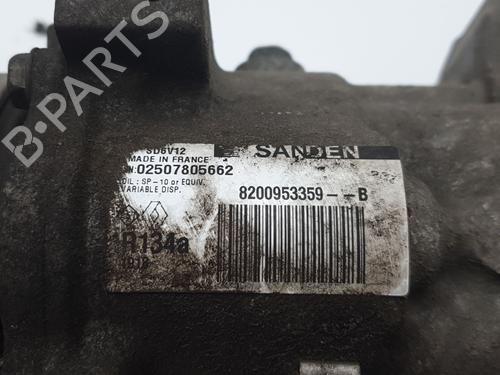 B-PARTS
SD6V12
MADE IN FRANCE
SANDEN
02507805662
OIL : SP-10 or EQUIV.
VARIABLE DISP.
8200953359--B
R134a